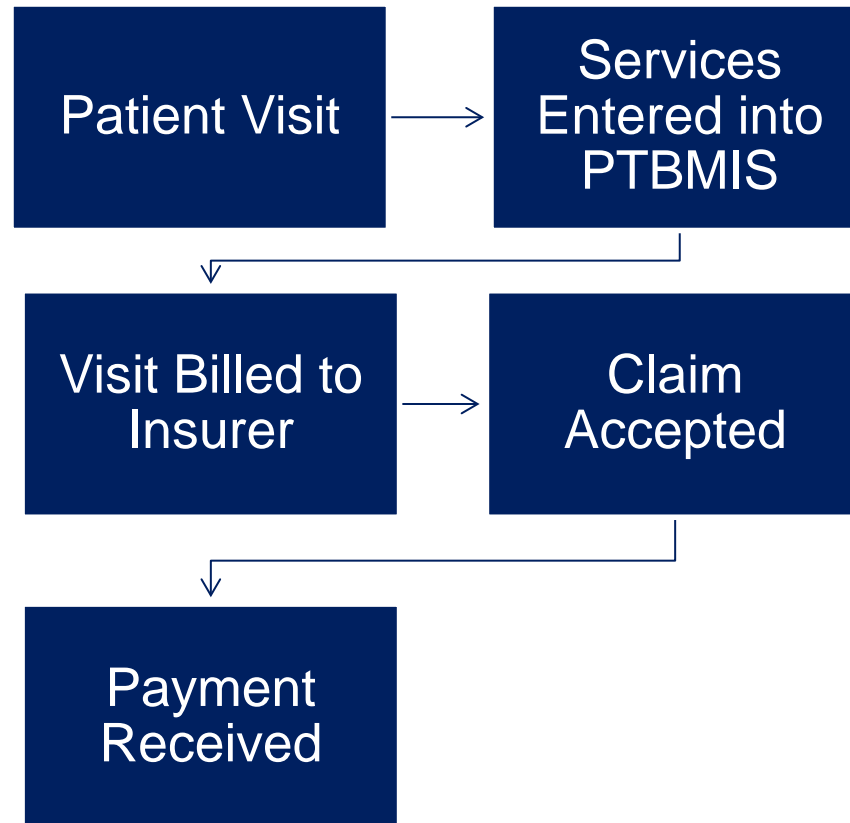 Patient Visit
Services
Entered into
PTBMIS
Visit Billed to
Insurer
Claim
Accepted
Payment
Received